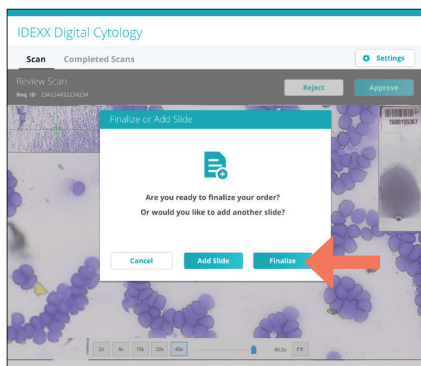 IDEXX Digital Cytology
Scan Completed Scans Settings
Review Scan
Req. ID 234234432234234
Reject Approve
7600155367
Finalize or Add Slide
Are you ready to finalize your order?
Or would you like to add another slide?
Cancel Add Slide Finalize
2x 4x 10x 20x 40x 40.0x Fit